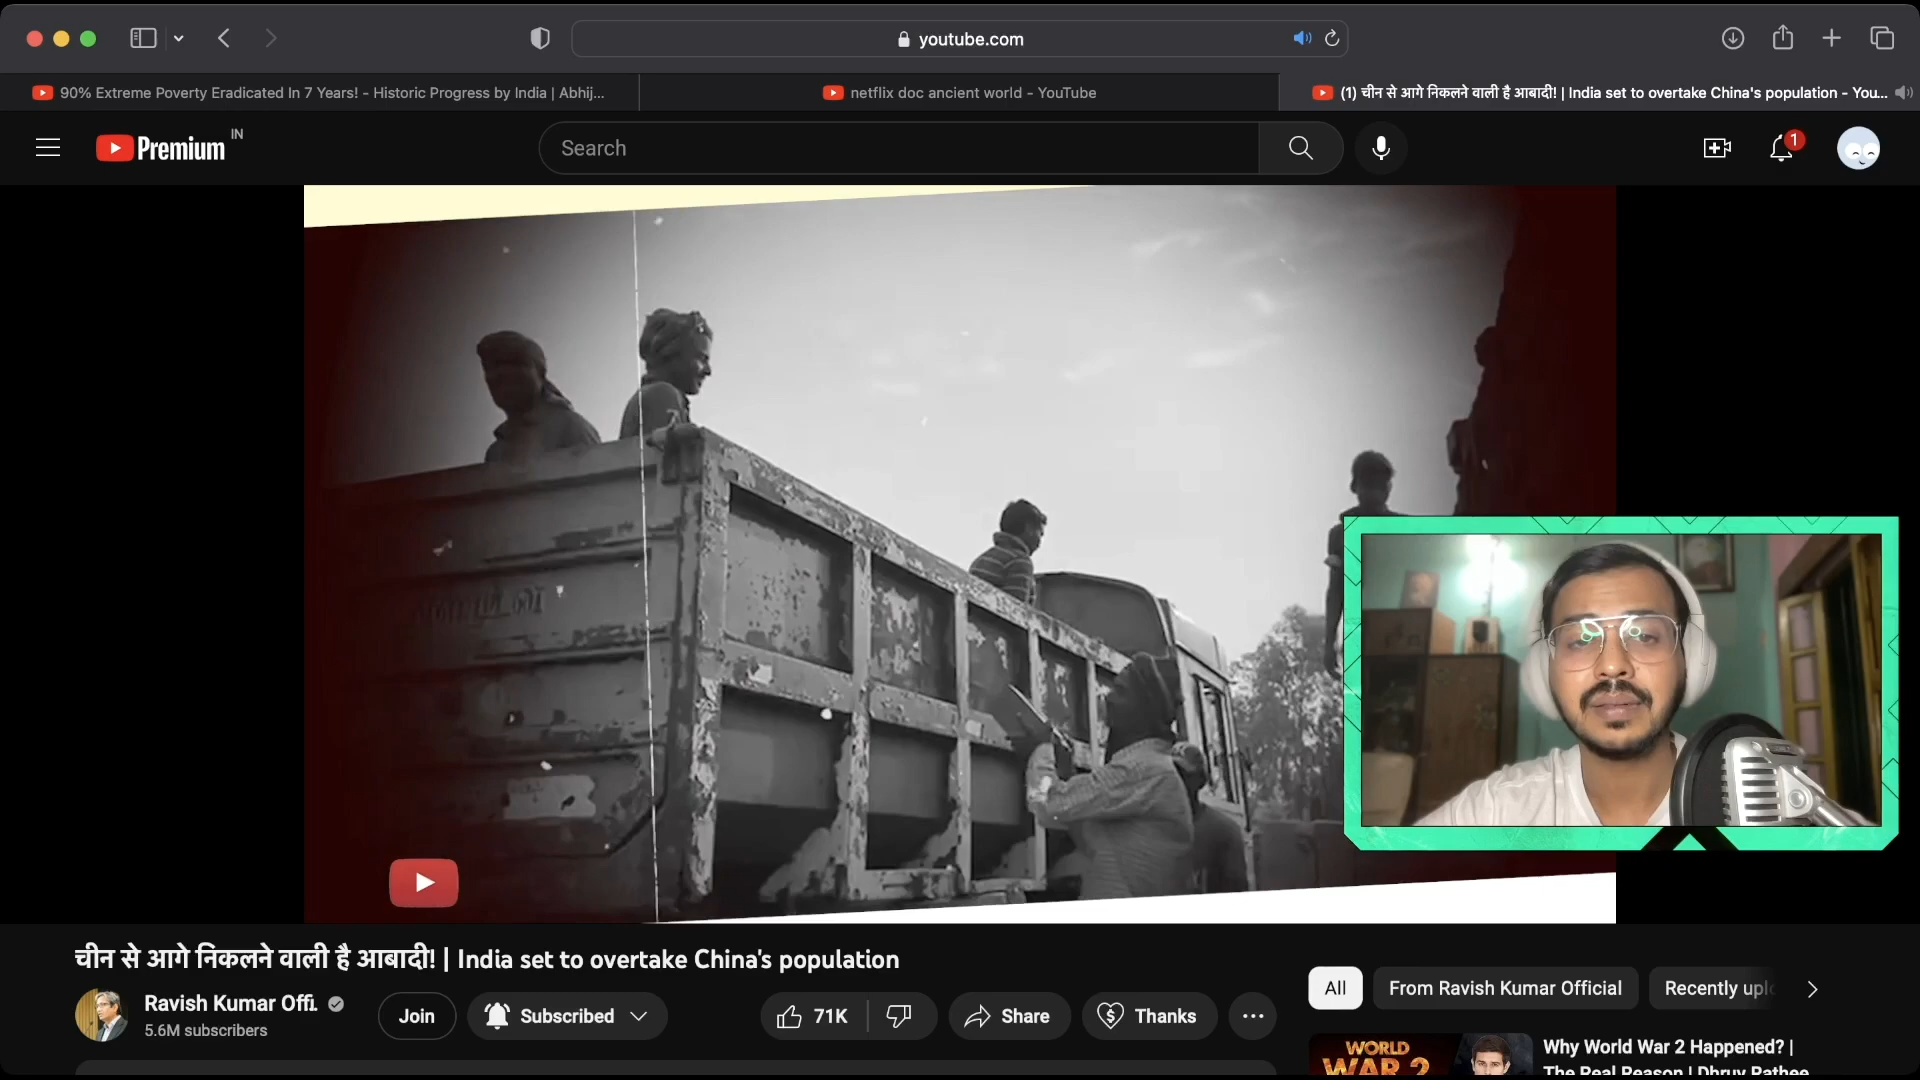 youtube.com
90% Extreme Poverty Eradicated In 7 Years! - Historic Progress by India | Abhij...
netflix doc ancient world - YouTube
(1) चीन से आगे निकलने वाली है आबादी! | India set to overtake China's population - You...
Premium IN
Search
1
चीन से आगे निकलने वाली है आबादी! | India set to overtake China's population
Ravish Kumar Offi.
5.6M subscribers
Join
Subscribed
71K
Share
Thanks
All
From Ravish Kumar Official
Recently uplo
WORLD
WAR 2
Why World War 2 Happened? |
The Real Reason | Dhruv Rathee